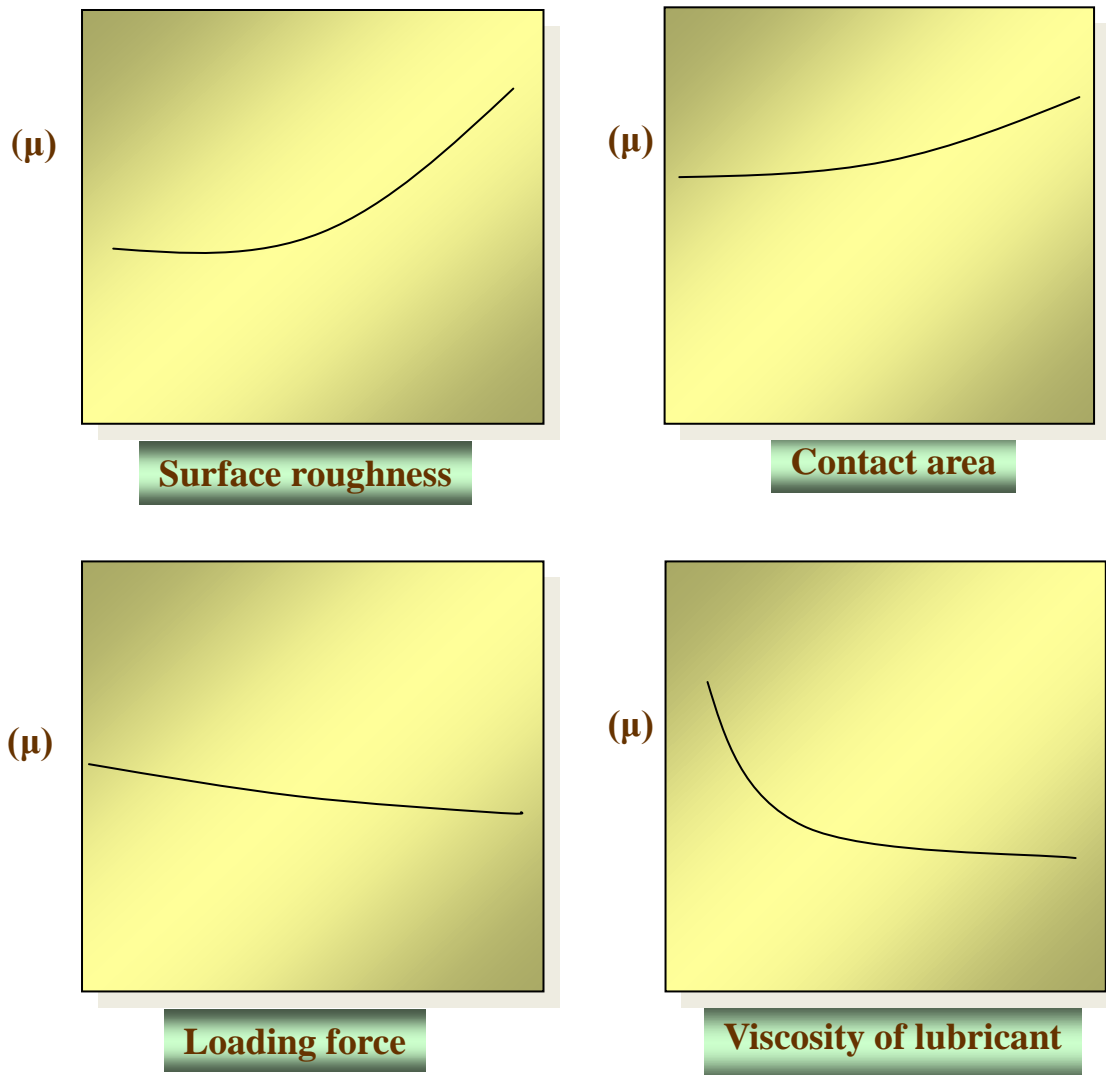 (μ)
Surface roughness
(μ)
Contact area
(μ)
Loading force
(μ)
Viscosity of lubricant